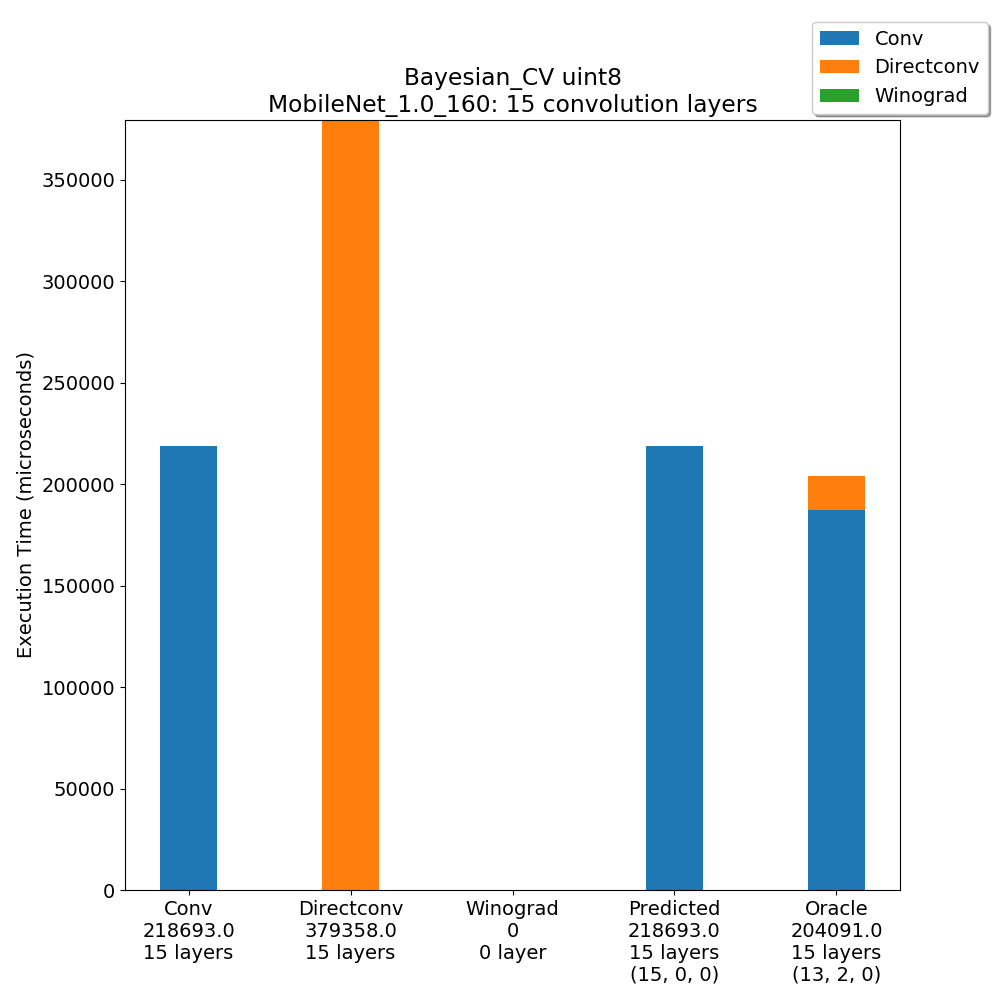 Conv
Directconv
Winograd
Bayesian_CV uint8
MobileNet_1.0_160: 15 convolution layers
Execution Time (microseconds)
350000
300000
250000
200000
150000
100000
50000
0
Conv
218693.0
15 layers
Directconv
379358.0
15 layers
Winograd
0
0 layer
Predicted
218693.0
15 layers
(15, 0, 0)
Oracle
204091.0
15 layers
(13, 2, 0)